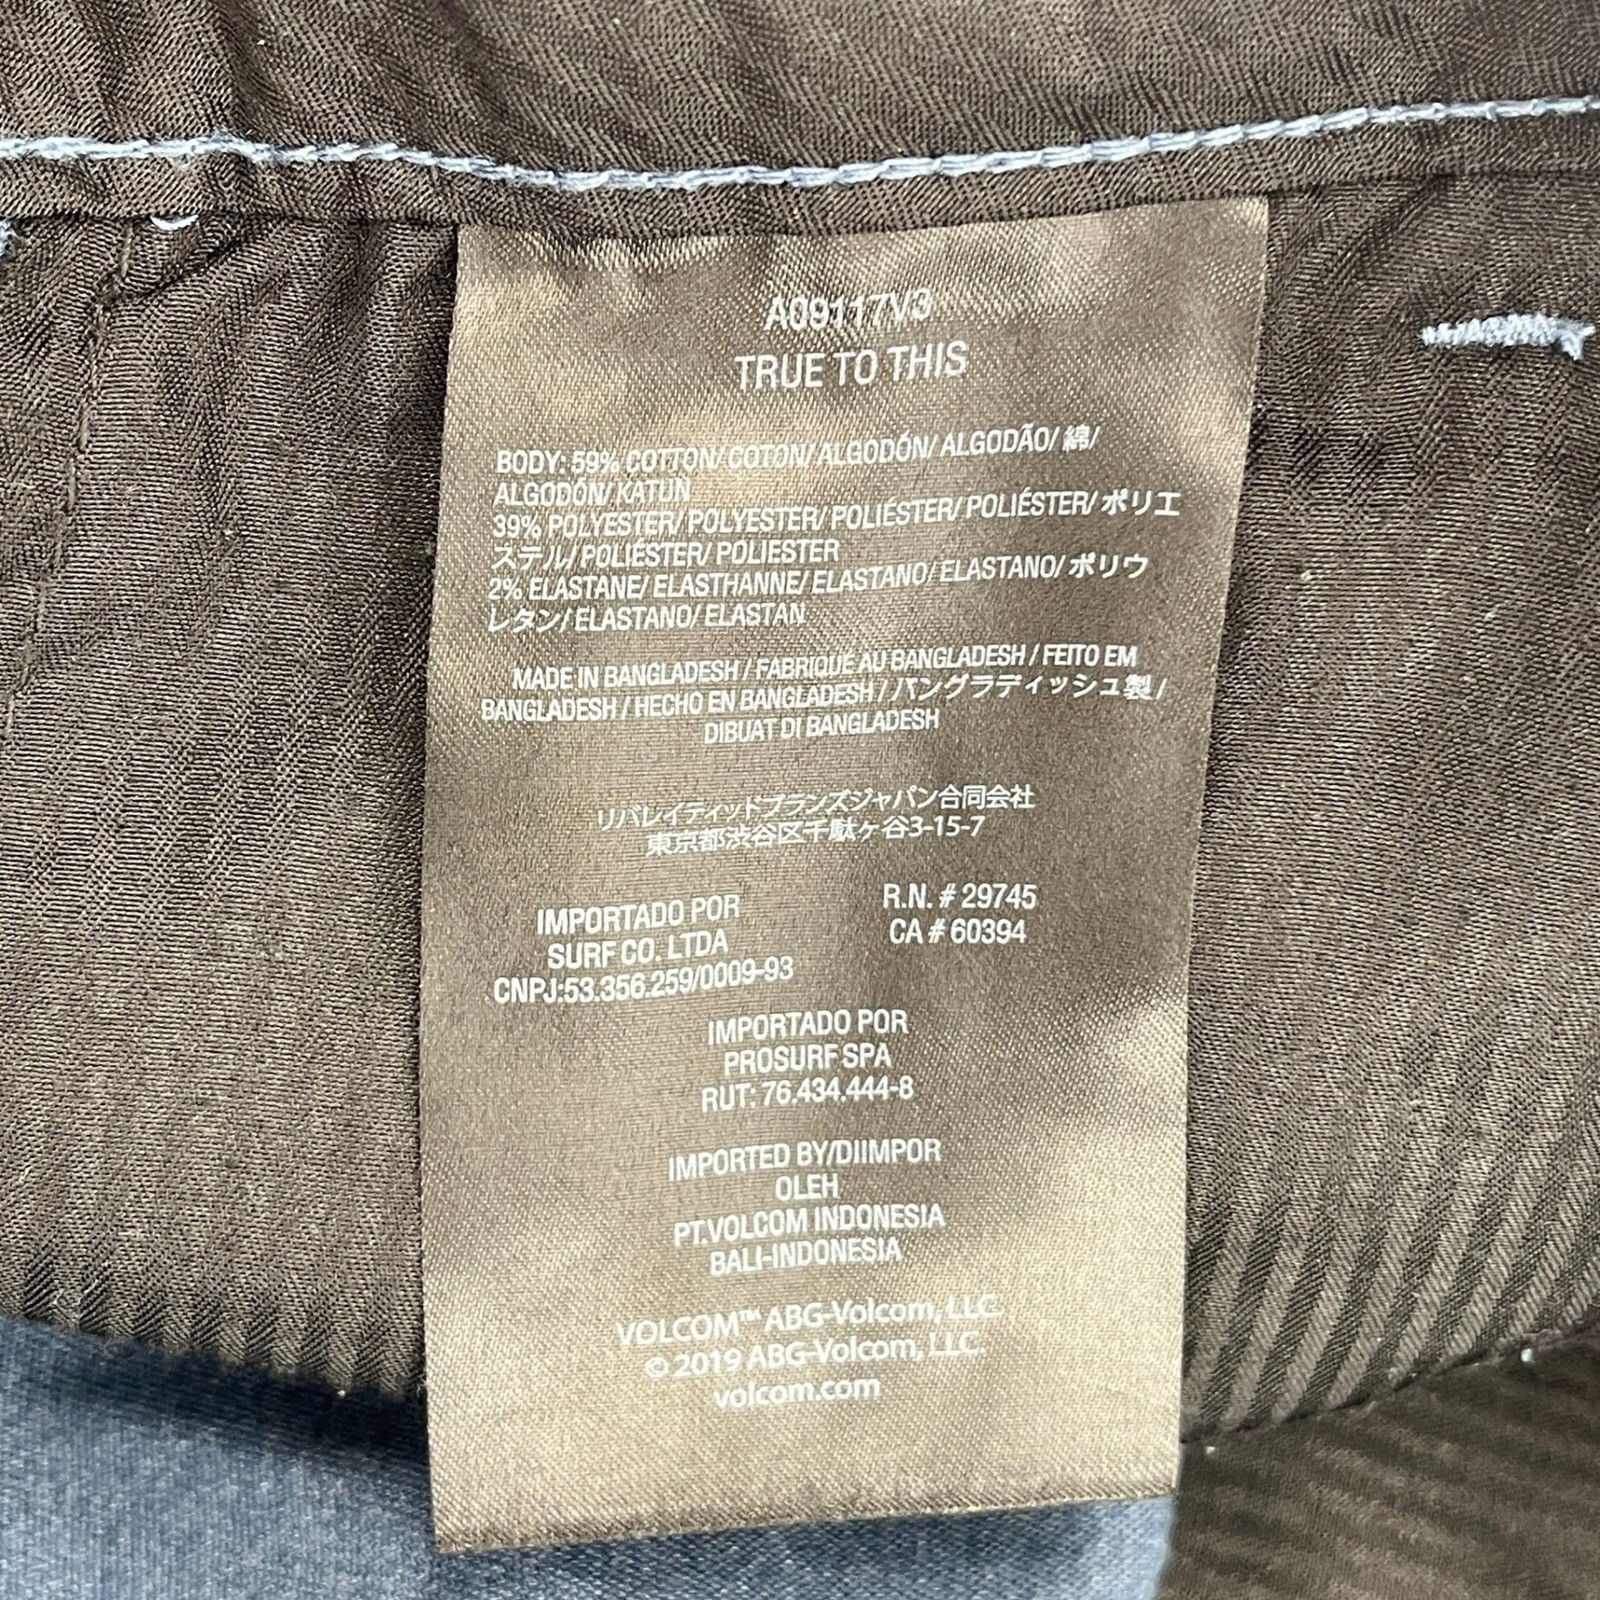 A09117V3
TRUE TO THIS
BODY: 59% COTTON/ COTON/ ALGODÓN/ ALGODÃO/ 綿/
ALGODÓN/ KATUN
39% POLYESTER/ POLYESTER/ POLIÉSTER/ POLIÉSTER/ ポリエ
ステル/ POLIÉSTER/ POLIESTER
2% ELASTANE/ ELASTHANNE/ ELASTANO/ ELASTANO/ ポリウ
レタン/ ELASTANO/ ELASTAN
MADE IN BANGLADESH / FABRIQUÉ AU BANGLADESH / FEITO EM
BANGLADESH / HECHO EN BANGLADESH / バングラディッシュ製 /
DIBUAT DI BANGLADESH
リバレイティッドブランズジャパン合同会社
東京都渋谷区千駄ヶ谷3-15-7
IMPORTADO POR
SURF CO. LTDA
CNPJ:53.356.259/0009-93
R.N. # 29745
CA # 60394
IMPORTADO POR
PROSURF SPA
RUT: 76.434.444-8
IMPORTED BY/DIIMPOR
OLEH
PT.VOLCOM INDONESIA
BALI-INDONESIA
VOLCOM™ ABG-Volcom, LLC.
© 2019 ABG-Volcom, LLC.
volcom.com